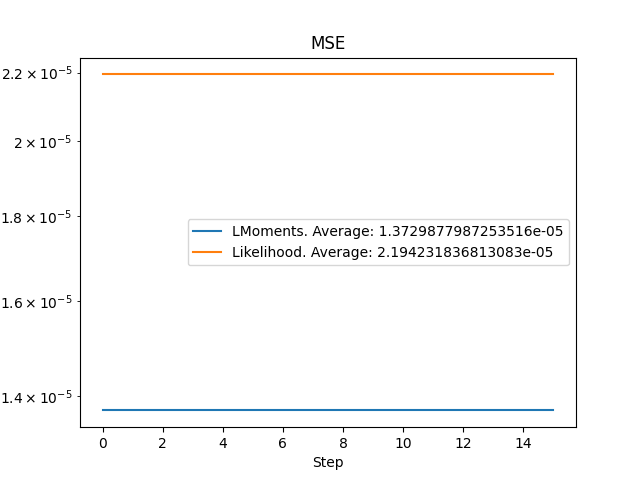 MSE
2.2 × 10⁻⁵
2 × 10⁻⁵
1.8 × 10⁻⁵
1.6 × 10⁻⁵
1.4 × 10⁻⁵
LMoments. Average: 1.3729877987253516e-05
Likelihood. Average: 2.194231836813083e-05
0 2 4 6 8 10 12 14
Step